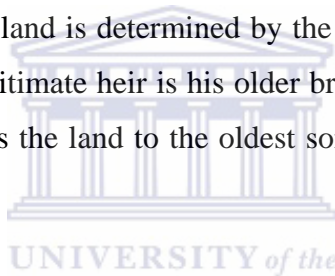 land is determined by the
itimate heir is his older br
s the land to the oldest so
UNIVERSITY of the